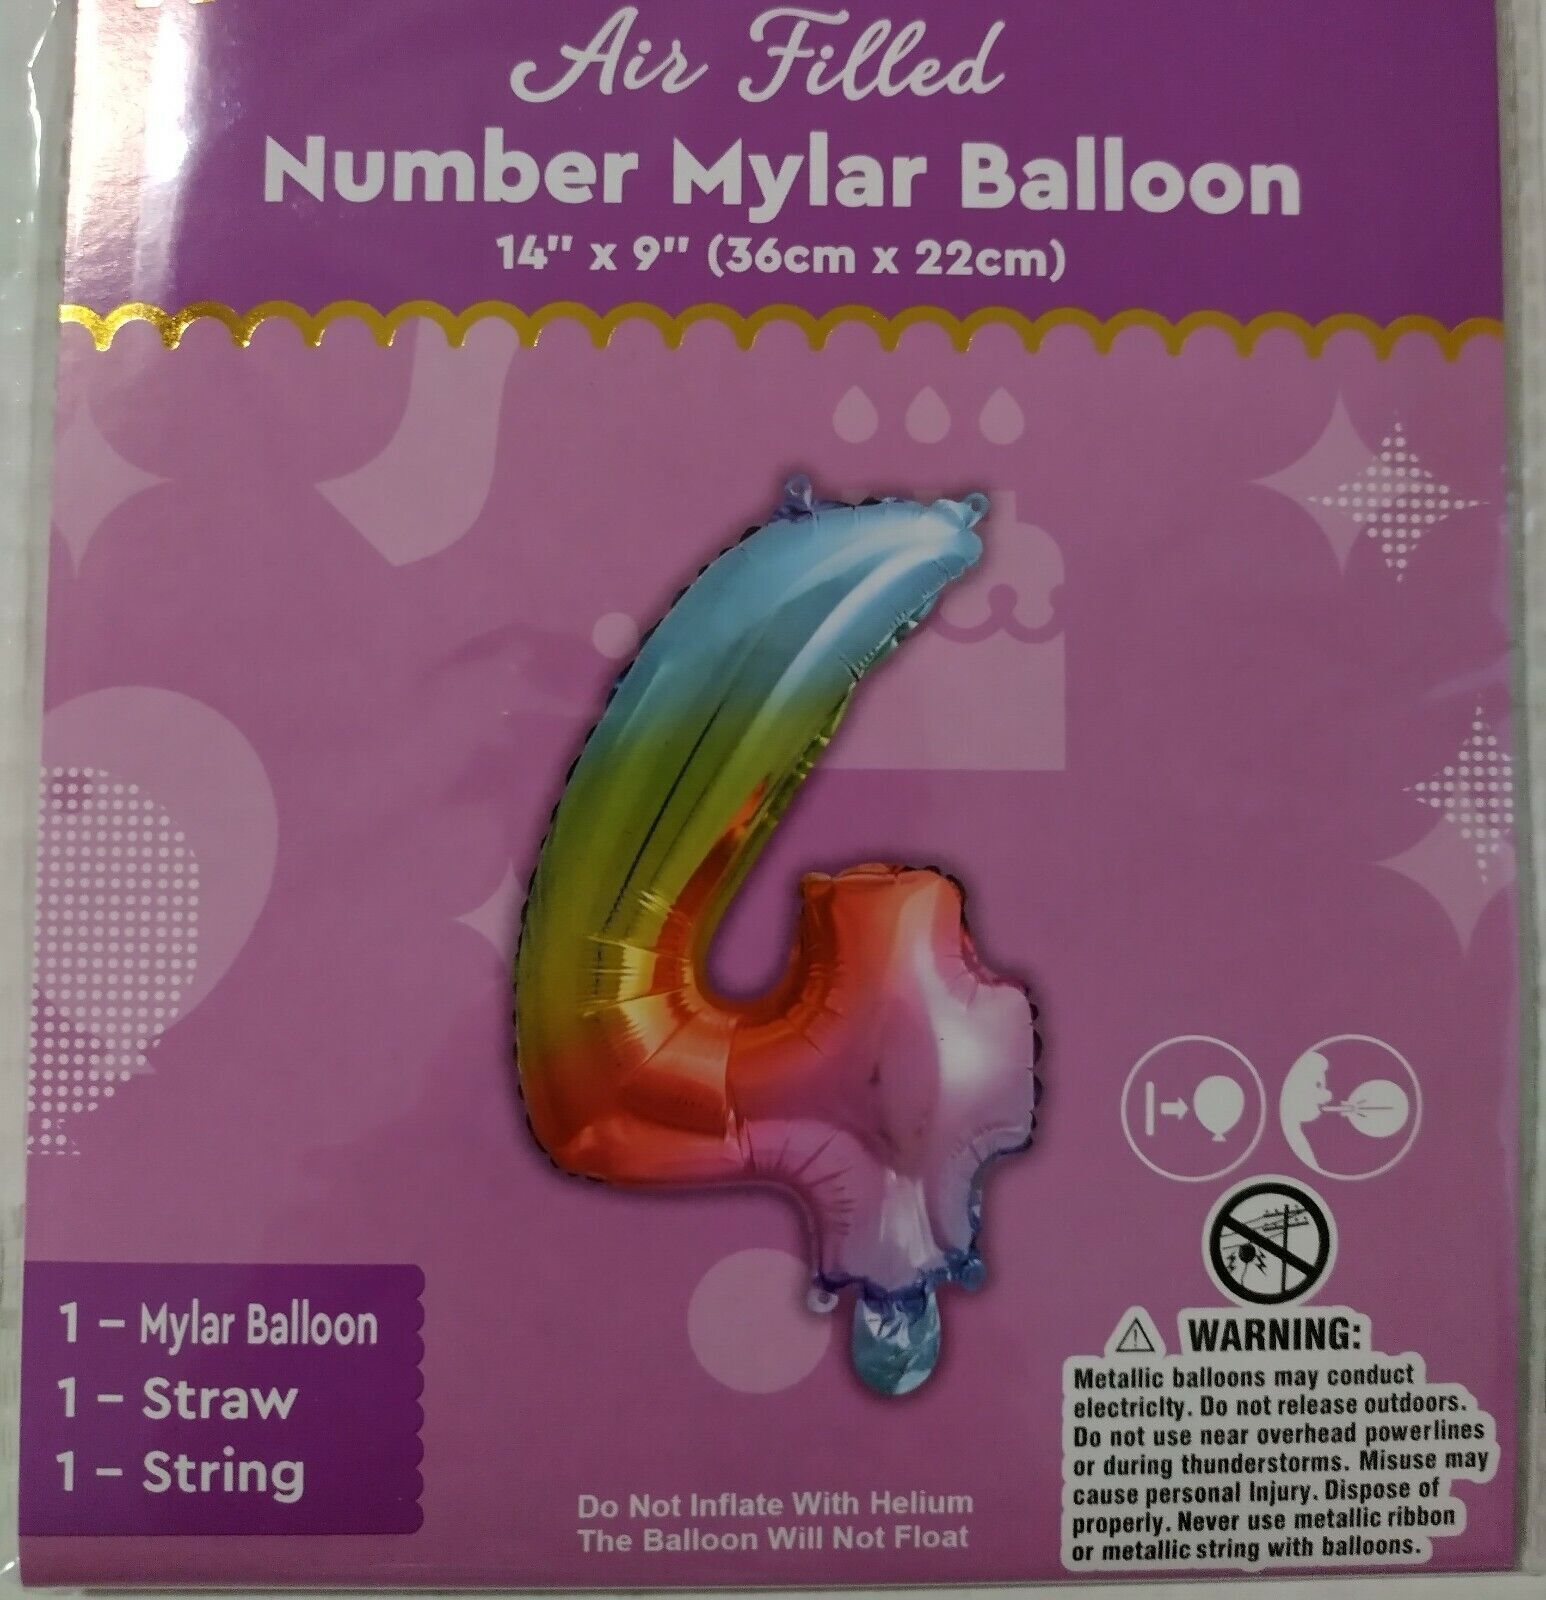 Air Filled
Number Mylar Balloon
14" x 9" (36cm x 22cm)
1 – Mylar Balloon
1 – Straw
1 – String
Do Not Inflate With Helium
The Balloon Will Not Float
WARNING:
Metallic balloons may conduct
electricity. Do not release outdoors.
Do not use near overhead powerlines
or during thunderstorms. Misuse may
cause personal Injury. Dispose of
properly. Never use metallic ribbon
or metallic string with balloons.